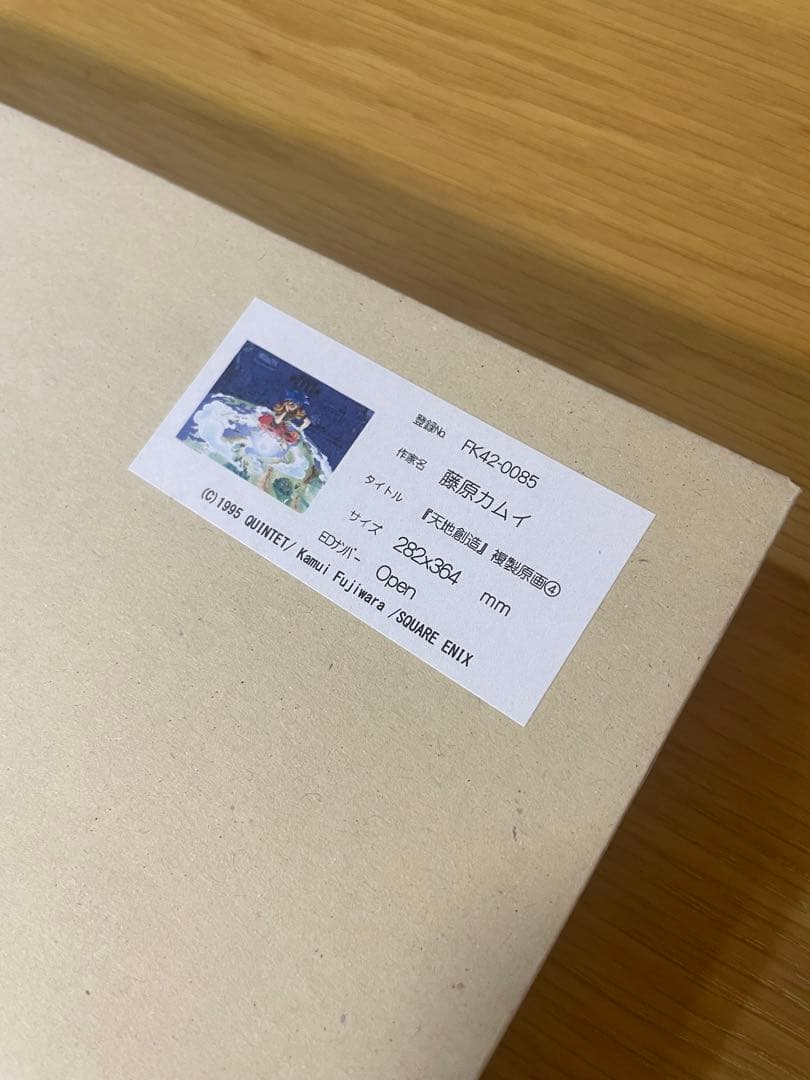 登録No. FK42-0085
作家名 藤原カムイ
タイトル 『天地創造』複製原画④
サイズ 282x364 mm
EDナンバー Open
(C)1995 QUINTET/ Kamui Fujiwara /SQUARE ENIX